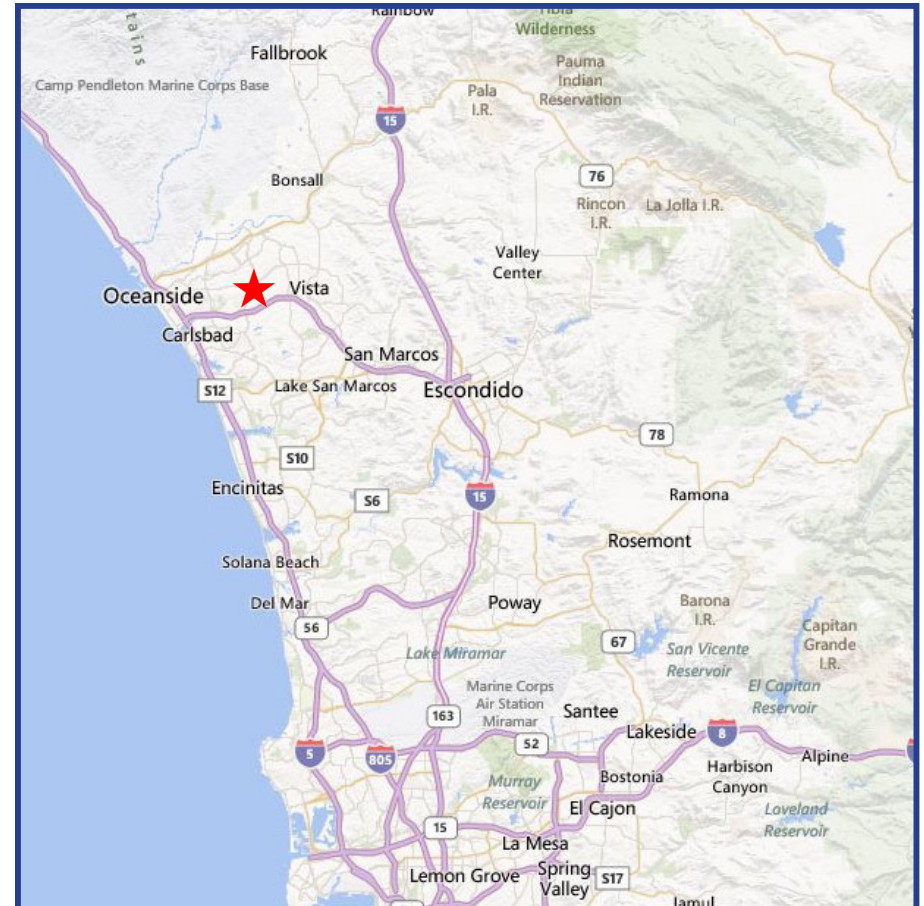 Rainbow
Tibia
Wilderness
tains
Fallbrook
Pauma
Indian
Reservation
Camp Pendleton Marine Corps Base
Pala
I.R.
15
Bonsall
76
Rincon
I.R.
La Jolla I.R.
Valley
Center
Vista
Oceanside
Carlsbad
San Marcos
S12
Lake San Marcos
Escondido
78
S10
Encinitas
S6
15
Ramona
Rosemont
Solana Beach
Del Mar
Poway
Barona
I.R.
56
67
Capitan
Grande
I.R.
Lake Miramar
San Vicente
Reservoir
Marine Corps
Air Station
Miramar
El Capitan
Reservoir
163
Santee
52
Lakeside
8
5
805
Alpine
Harbison
Canyon
Bostonia
Murray
Reservoir
El Cajon
Loveland
Reservoir
15
La Mesa
Lemon Grove
Spring
Valley
S17
Jamul